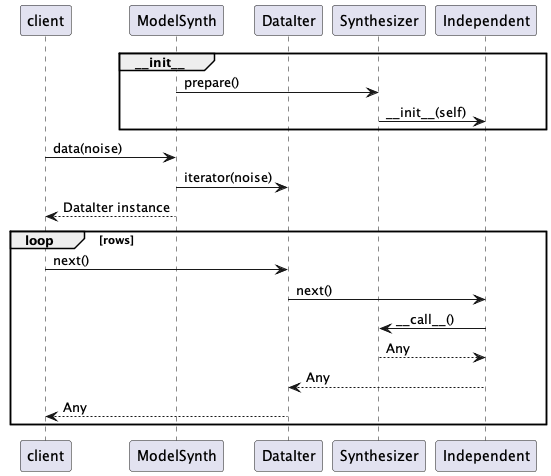 client ModelSynth DataIter Synthesizer Independent
__init__
prepare()
__init__(self)
data(noise)
iterator(noise)
DataIter instance
loop [rows]
next()
next()
__call__()
Any
Any
Any
client ModelSynth DataIter Synthesizer Independent